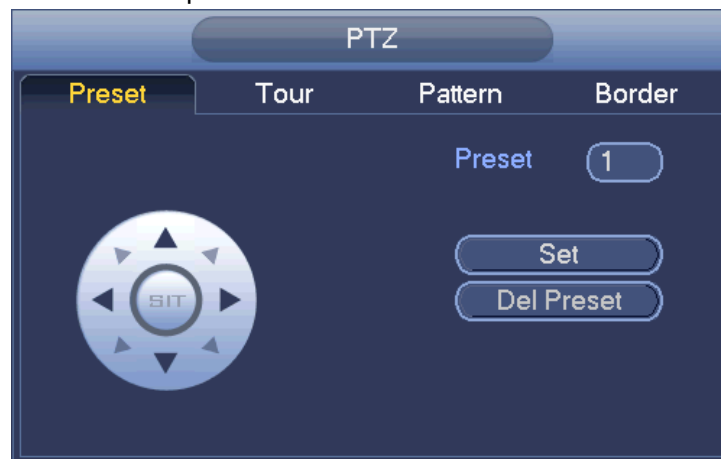 PTZ
Preset Tour Pattern Border
Preset 1
Set
SIT
Del Preset